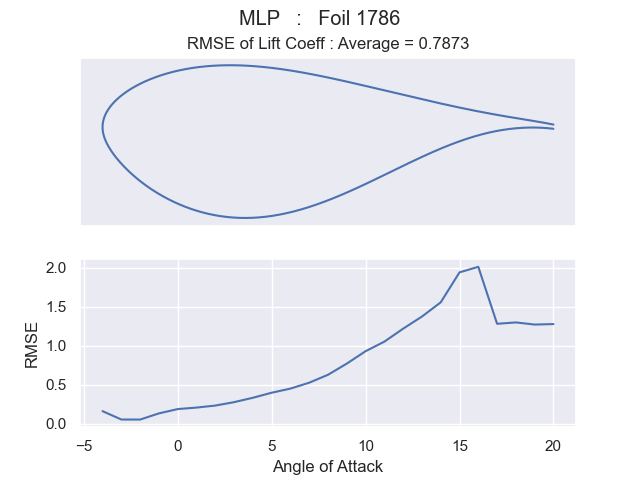 MLP   :   Foil 1786
RMSE of Lift Coeff : Average = 0.7873
2.0
1.5
1.0
0.5
0.0
RMSE
−5 0 5 10 15 20
Angle of Attack